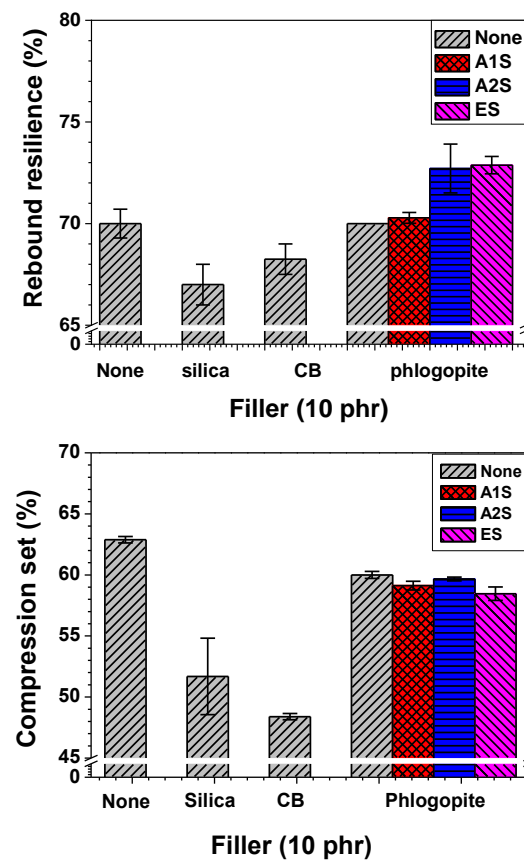 80
75
70
65
0
Rebound resilience (%)
None
A1S
A2S
ES
None silica CB phlogopite
Filler (10 phr)
70
65
60
55
50
45
0
Compression set (%)
None
A1S
A2S
ES
None Silica CB Phlogopite
Filler (10 phr)